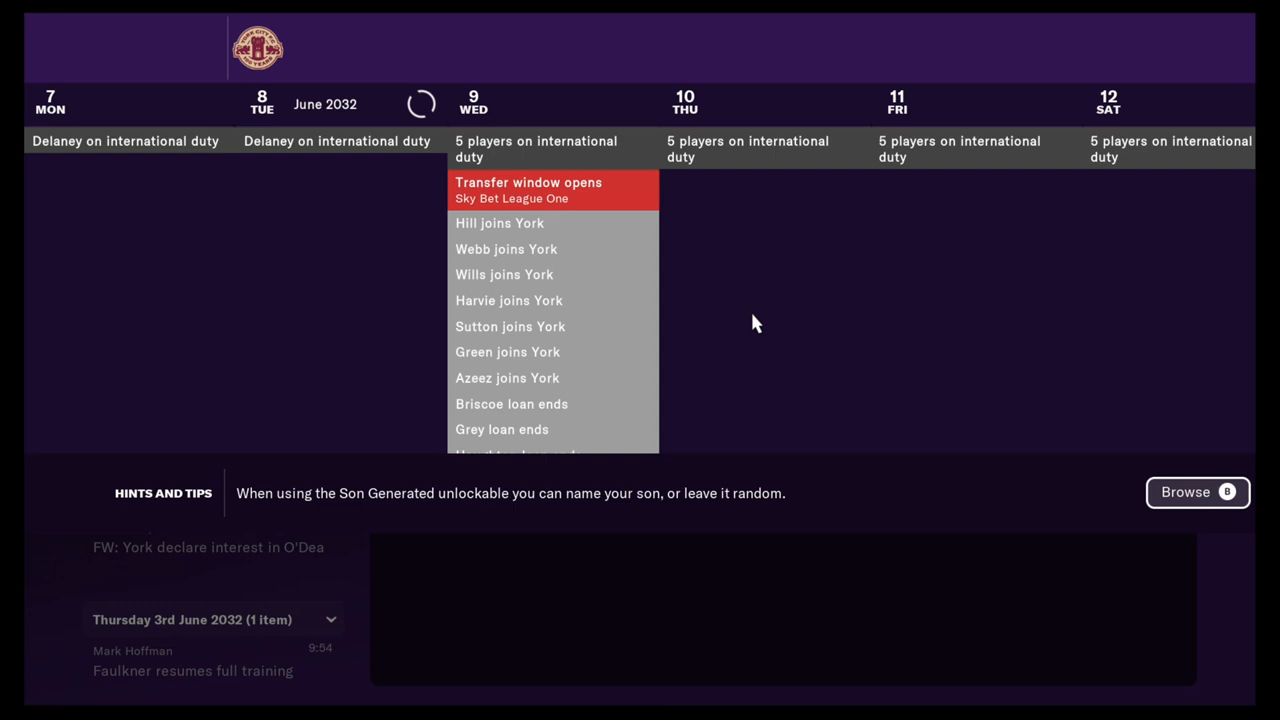 YORK CITY FC
7
MON
8
TUE
June 2032
9
WED
10
THU
11
FRI
12
SAT
Delaney on international duty
Delaney on international duty
5 players on international
duty
5 players on international
duty
5 players on international
duty
5 players on international
duty
Transfer window opens
Sky Bet League One
Hill joins York
Webb joins York
Wills joins York
Harvie joins York
Sutton joins York
Green joins York
Azeez joins York
Briscoe loan ends
Grey loan ends
HINTS AND TIPS
When using the Son Generated unlockable you can name your son, or leave it random.
Browse B
FW: York declare interest in O'Dea
Thursday 3rd June 2032 (1 item)
Mark Hoffman
9:54
Faulkner resumes full training